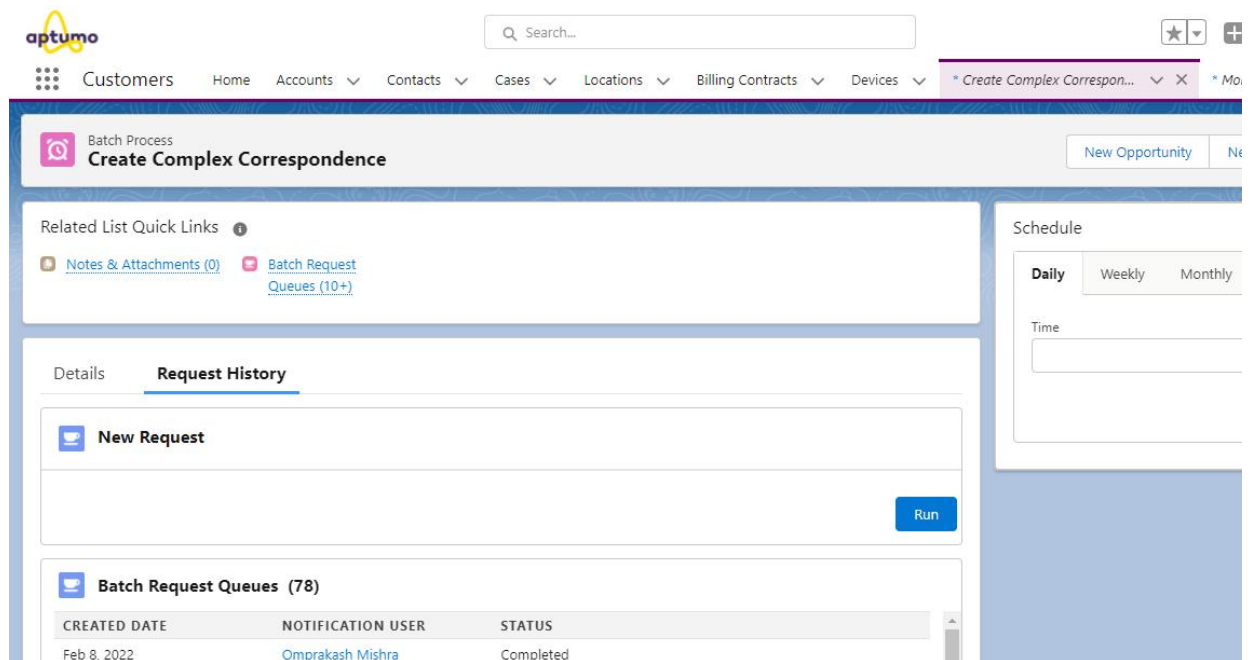 aptumo
Search...
Customers Home Accounts Contacts Cases Locations Billing Contracts Devices * Create Complex Correspon... * Mo
Batch Process
Create Complex Correspondence
New Opportunity Ne
Related List Quick Links
Notes & Attachments (0) Batch Request
Queues (10+)
Schedule
Daily Weekly Monthly
Time
Details Request History
New Request
Run
Batch Request Queues (78)
CREATED DATE NOTIFICATION USER STATUS
Feb 8, 2022 Omprakash Mishra Completed